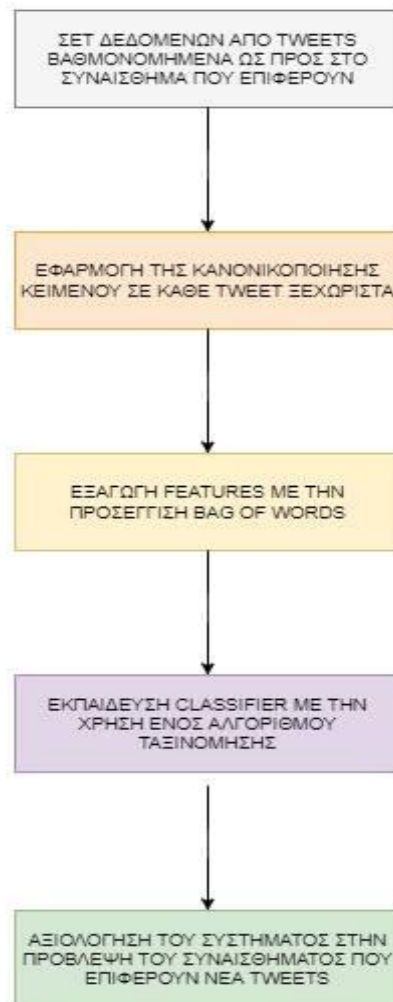 ΣΕΤ ΔΕΔΟΜΕΝΩΝ ΑΠΟ TWEETS
ΒΑΘΜΟΝΟΜΗΜΕΝΑ ΩΣ ΠΡΟΣ ΣΤΟ
ΣΥΝΑΙΣΘΗΜΑ ΠΟΥ ΕΠΙΦΕΡΟΥΝ
ΕΦΑΡΜΟΓΗ ΤΗΣ ΚΑΝΟΝΙΚΟΠΟΙΗΣΗΣ
ΚΕΙΜΕΝΟΥ ΣΕ ΚΑΘΕ TWEET ΞΕΧΩΡΙΣΤΑ
ΕΞΑΓΩΓΗ FEATURES ΜΕ ΤΗΝ
ΠΡΟΣΕΓΓΙΣΗ BAG OF WORDS
ΕΚΠΑΙΔΕΥΣΗ CLASSIFIER ΜΕ ΤΗΝ
ΧΡΗΣΗ ΕΝΟΣ ΑΛΓΟΡΙΘΜΟΥ
ΤΑΞΙΝΟΜΗΣΗΣ
ΑΞΙΟΛΟΓΗΣΗ ΤΟΥ ΣΥΣΤΗΜΑΤΟΣ ΣΤΗΝ
ΠΡΟΒΛΕΨΗ ΤΟΥ ΣΥΝΑΙΣΘΗΜΑΤΟΣ ΠΟΥ
ΕΠΙΦΕΡΟΥΝ ΝΕΑ TWEETS